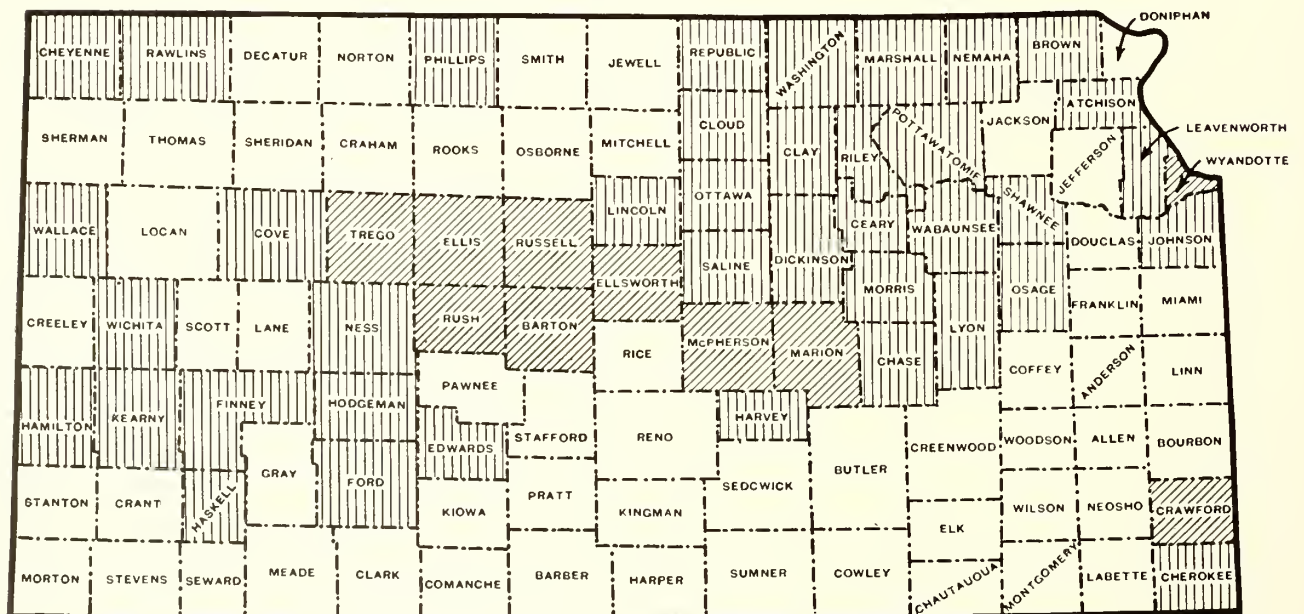 DONIPHAN
CHEYENNE RAWLINS DECATUR NORTON PHILLIPS SMITH JEWELL REPUBLIC WASHINGTON MARSHALL NEMAHA BROWN
ATCHISON
SHERMAN THOMAS SHERIDAN GRAHAM ROOKS OSBORNE MITCHELL CLOUD CLAY RILEY POTTAWATOMIE JACKSON JEFFERSON LEAVENWORTH
WYANDOTTE
WALLACE LOCAN COVE TREGO ELLIS RUSSELL LINCOLN OTTAWA DICKINSON CEARY WABAUNSEE SHAWNEE DOUGLAS JOHNSON
ELLSWORTH SALINE MORRIS OSAGE
CREELEY WICHITA SCOTT LANE NESS RUSH BARTON RICE McPHERSON MARION CHASE LYON FRANKLIN MIAMI
PAWNEE COFFEY ANDERSON LINN
HAMILTON KEARNY FINNEY HODGEMAN EDWARDS STAFFORD RENO HARVEY BUTLER CREENWOOD WOODSON ALLEN BOURBON
STANTON CRANT HASKELL GRAY FORD KIOWA PRATT KINGMAN SEDCWICK ELK WILSON NEOSHO CRAWFORD
MORTON STEVENS SEWARD MEADE CLARK COMANCHE BARBER HARPER SUMNER COWLEY CHAUTAUQUA MONTGOMERY LABETTE CHEROKEE